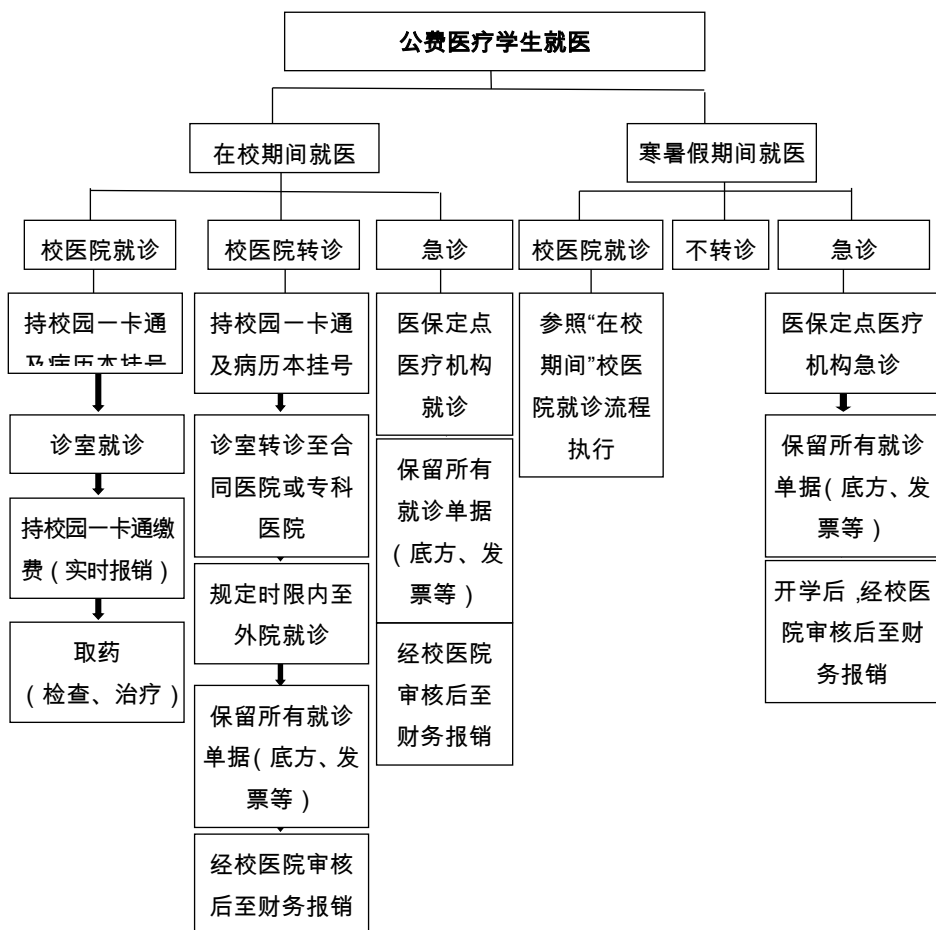 公费医疗学生就医
在校期间就医
寒暑假期间就医
校医院就诊
校医院转诊
急诊
校医院就诊
不转诊
急诊
持校园一卡通
及病历本挂号
诊室就诊
持校园一卡通缴
费（实时报销）
取药
（检查、治疗）
持校园一卡通
及病历本挂号
诊室转诊至合
同医院或专科
医院
规定时限内至
外院就诊
保留所有就诊
单据（底方、发
票等）
经校医院审核
后至财务报销
医保定点
医疗机构
就诊
保留所有
就诊单据
（底方、发
票等）
经校医院
审核后至
财务报销
参照“在校
期间”校医
院就诊流程
执行
医保定点医疗
机构急诊
保留所有就诊
单据（底方、发
票等）
开学后，经校医
院审核后至财
务报销